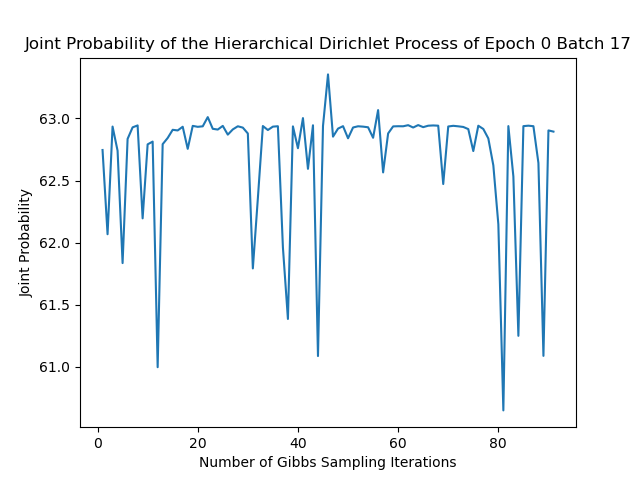 Joint Probability of the Hierarchical Dirichlet Process of Epoch 0 Batch 17
63.0
62.5
62.0
61.5
61.0
Joint Probability
0 20 40 60 80
Number of Gibbs Sampling Iterations